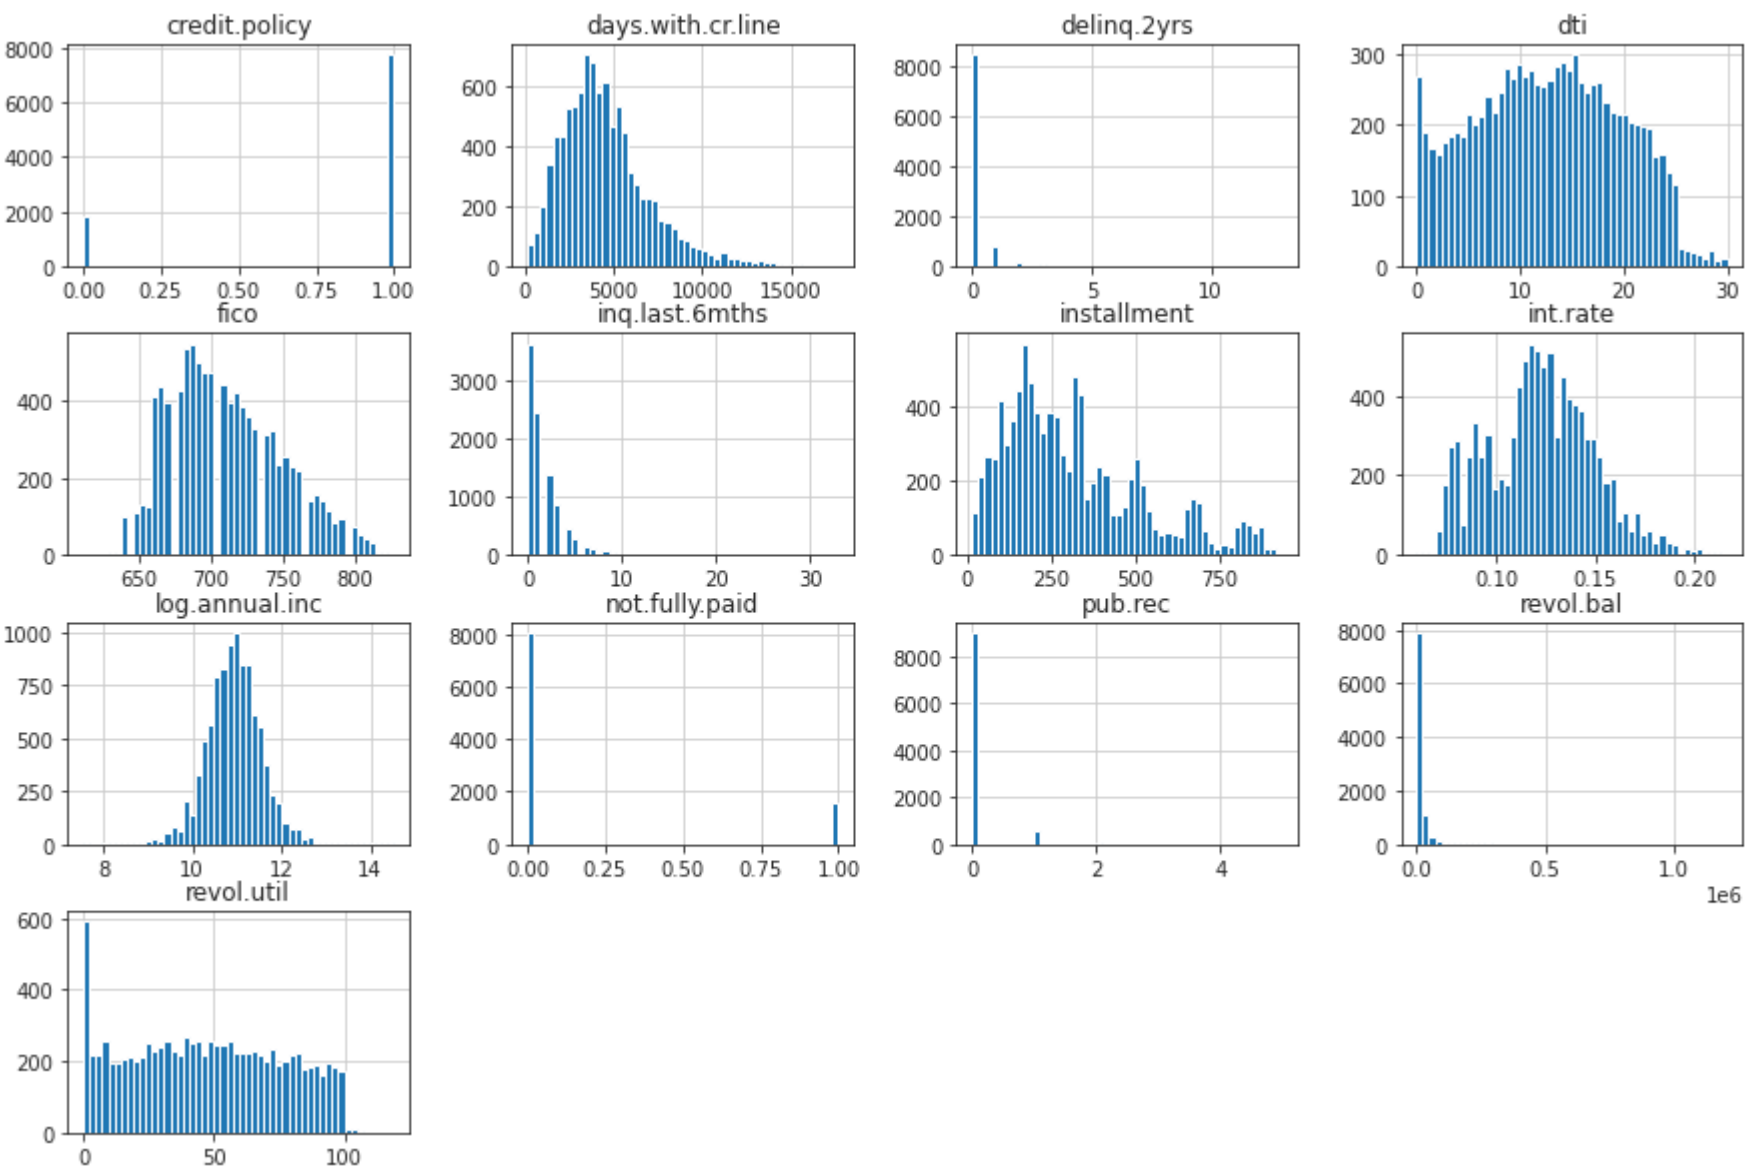 credit.policy
8000
6000
4000
2000
0
0.00 0.25 0.50 0.75 1.00
days.with.cr.line
600
400
200
0
0 5000 10000 15000
delinq.2yrs
8000
6000
4000
2000
0
0 5 10
dti
300
200
100
0
0 10 20 30
fico
400
200
0
650 700 750 800
inq.last.6mths
3000
2000
1000
0
0 10 20 30
installment
400
200
0
0 250 500 750
int.rate
400
200
0
0.10 0.15 0.20
log.annual.inc
1000
750
500
250
0
8 10 12 14
not.fully.paid
8000
6000
4000
2000
0
0.00 0.25 0.50 0.75 1.00
pub.rec
8000
6000
4000
2000
0
0 2 4
revol.bal
8000
6000
4000
2000
0
0.0 0.5 1.0
1e6
revol.util
600
400
200
0
0 50 100